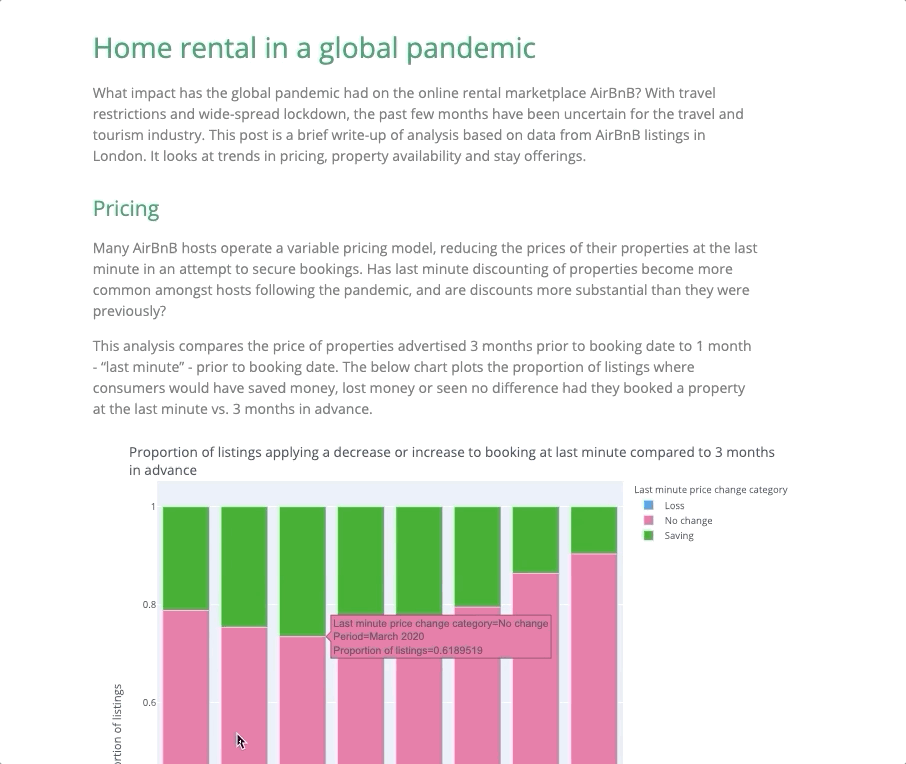 Home rental in a global pandemic
What impact has the global pandemic had on the online rental marketplace AirBnB? With travel
restrictions and wide-spread lockdown, the past few months have been uncertain for the travel and
tourism industry. This post is a brief write-up of analysis based on data from AirBnB listings in
London. It looks at trends in pricing, property availability and stay offerings.
Pricing
Many AirBnB hosts operate a variable pricing model, reducing the prices of their properties at the last
minute in an attempt to secure bookings. Has last minute discounting of properties become more
common amongst hosts following the pandemic, and are discounts more substantial than they were
previously?
This analysis compares the price of properties advertised 3 months prior to booking date to 1 month
- “last minute” - prior to booking date. The below chart plots the proportion of listings where
consumers would have saved money, lost money or seen no difference had they booked a property
at the last minute vs. 3 months in advance.
Proportion of listings applying a decrease or increase to booking at last minute compared to 3 months
in advance
Last minute price change category
Loss
No change
Saving
1
0.8
0.6
Last minute price change category=No change
Period=March 2020
Proportion of listings=0.6189519
rtion of listings